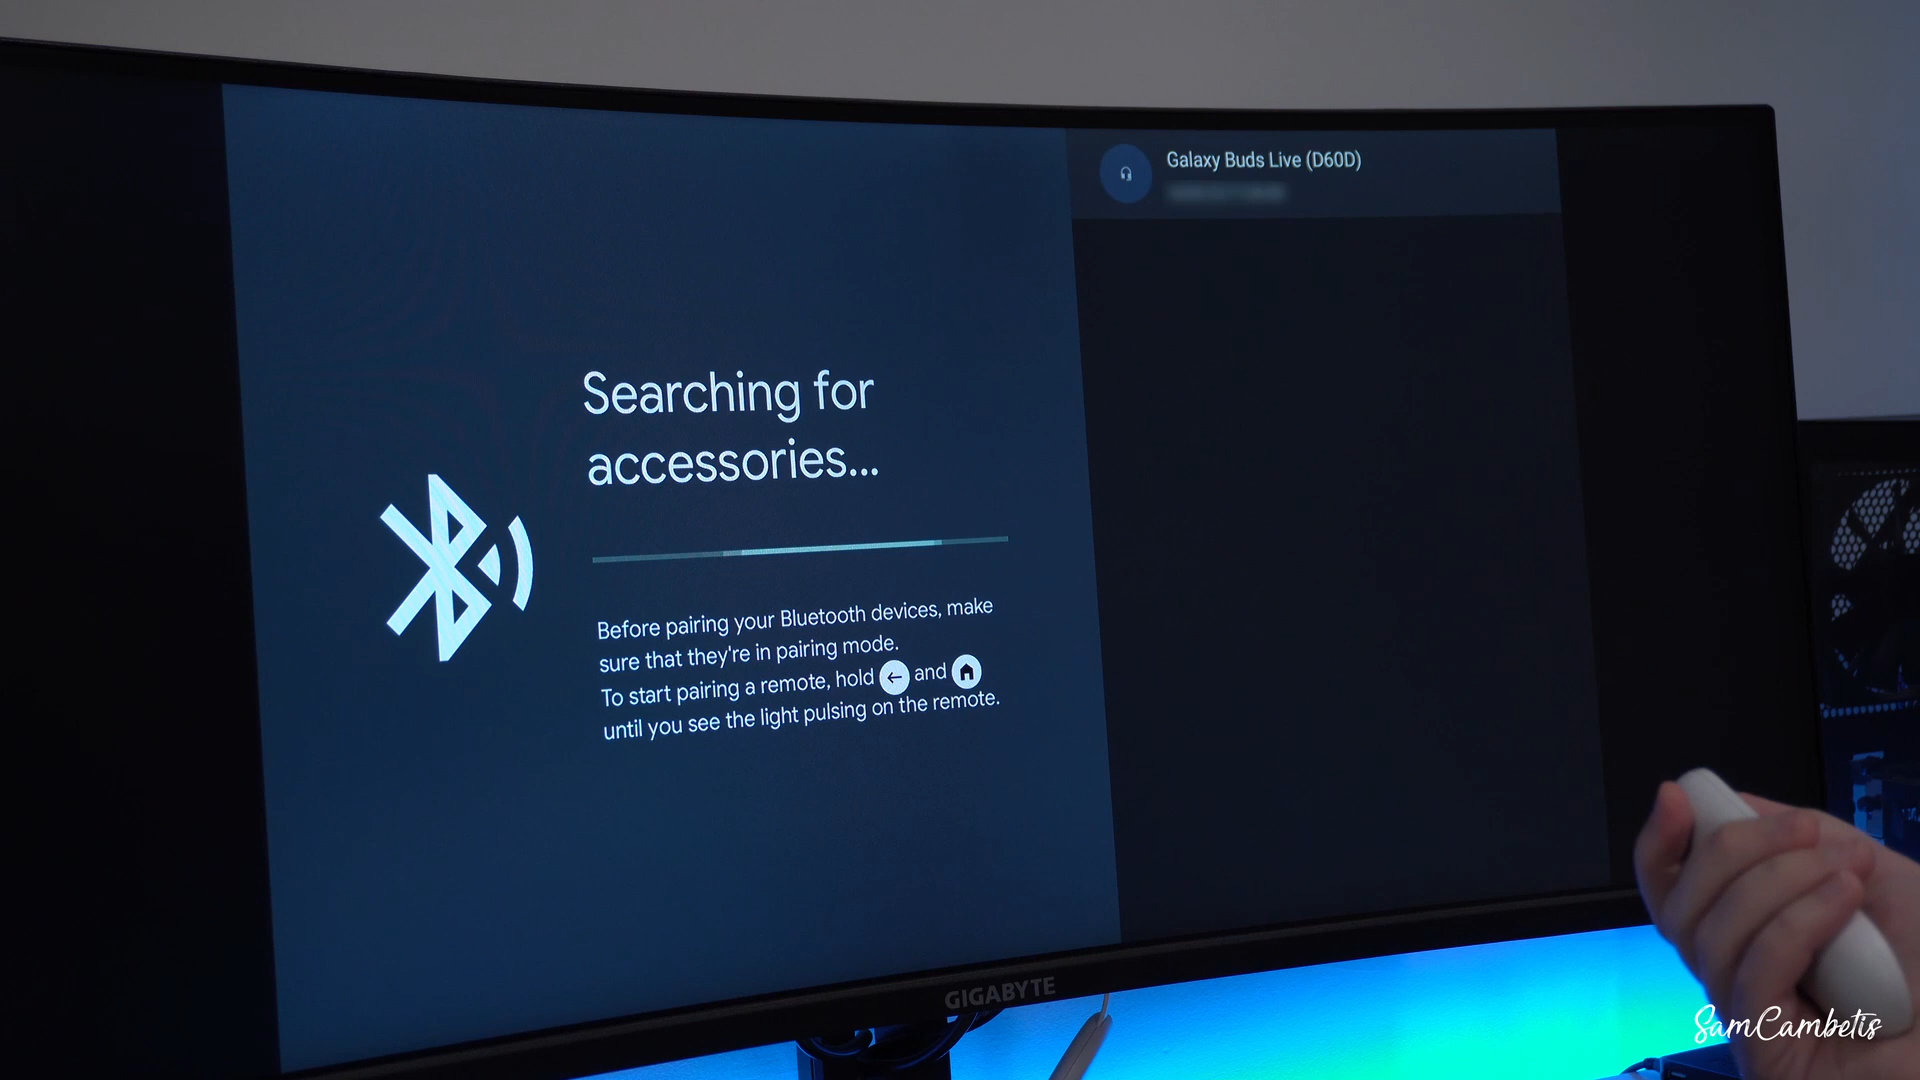 Galaxy Buds Live (D60D)
Searching for
accessories...
Before pairing your Bluetooth devices, make
sure that they're in pairing mode.
To start pairing a remote, hold and
until you see the light pulsing on the remote.
GIGABYTE
SamCambetis